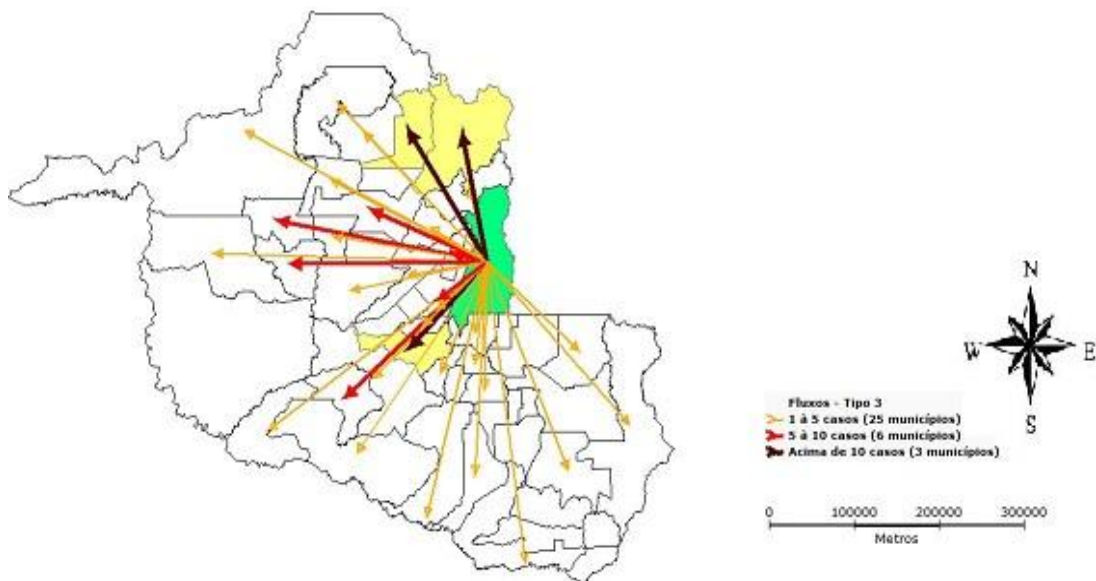 N
W E
S
Fluxos - Tipo 3
1 à 5 casos (25 municípios)
5 à 10 casos (6 municípios)
Acima de 10 casos (3 municípios)
0 100000 200000 300000
Metros